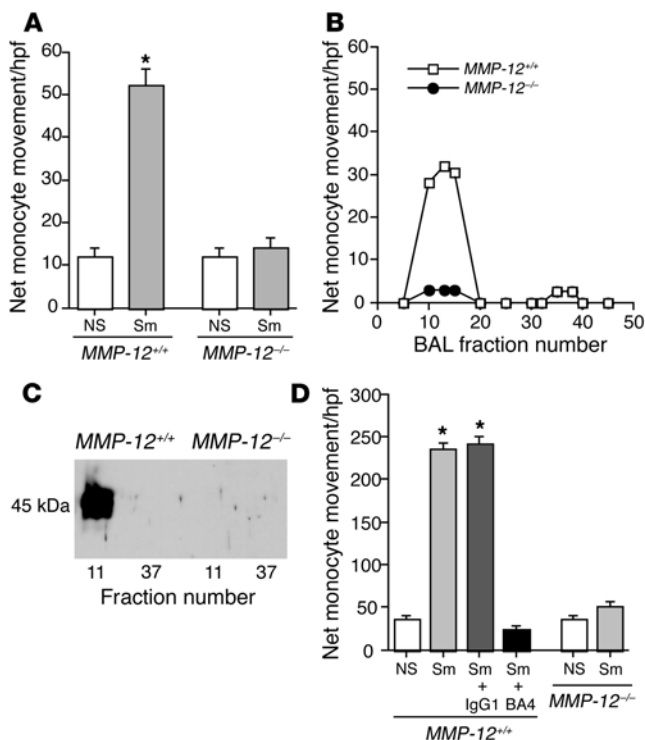 A
Net monocyte movement/hpf
60
50
40
30
20
10
0
*
NS Sm NS Sm
MMP-12+/+ MMP-12–/–
B
Net monocyte movement/hpf
60
50
40
30
20
10
0
MMP-12+/+
MMP-12–/–
0 10 20 30 40 50
BAL fraction number
C
MMP-12+/+ MMP-12–/–
45 kDa
11 37 11 37
Fraction number
D
Net monocyte movement/hpf
300
250
200
150
100
50
0
* *
NS Sm Sm Sm NS Sm
+ +
IgG1 BA4
MMP-12+/+ MMP-12–/–